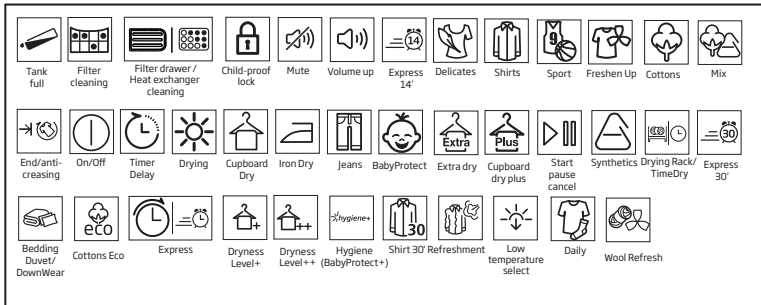 14
9
Tank full
Filter cleaning
Filter drawer / Heat exchanger cleaning
Child-proof lock
Mute
Volume up
Express 14'
Delicates
Shirts
Sport
Freshen Up
Cottons
Mix
Extra
Plus
30
End/anti-creasing
On/Off
Timer Delay
Drying
Cupboard Dry
Iron Dry
Jeans
BabyProtect
Extra dry
Cupboard dry plus
Start pause cancel
Synthetics
Drying Rack/ TimeDry
Express 30'
eco
+
++
hygiene+
30
Bedding Duvet/ DownWear
Cottons Eco
Express
Dryness Level+
Dryness Level++
Hygiene (BabyProtect+)
Shirt 30'
Refreshment
Low temperature select
Daily
Wool Refresh